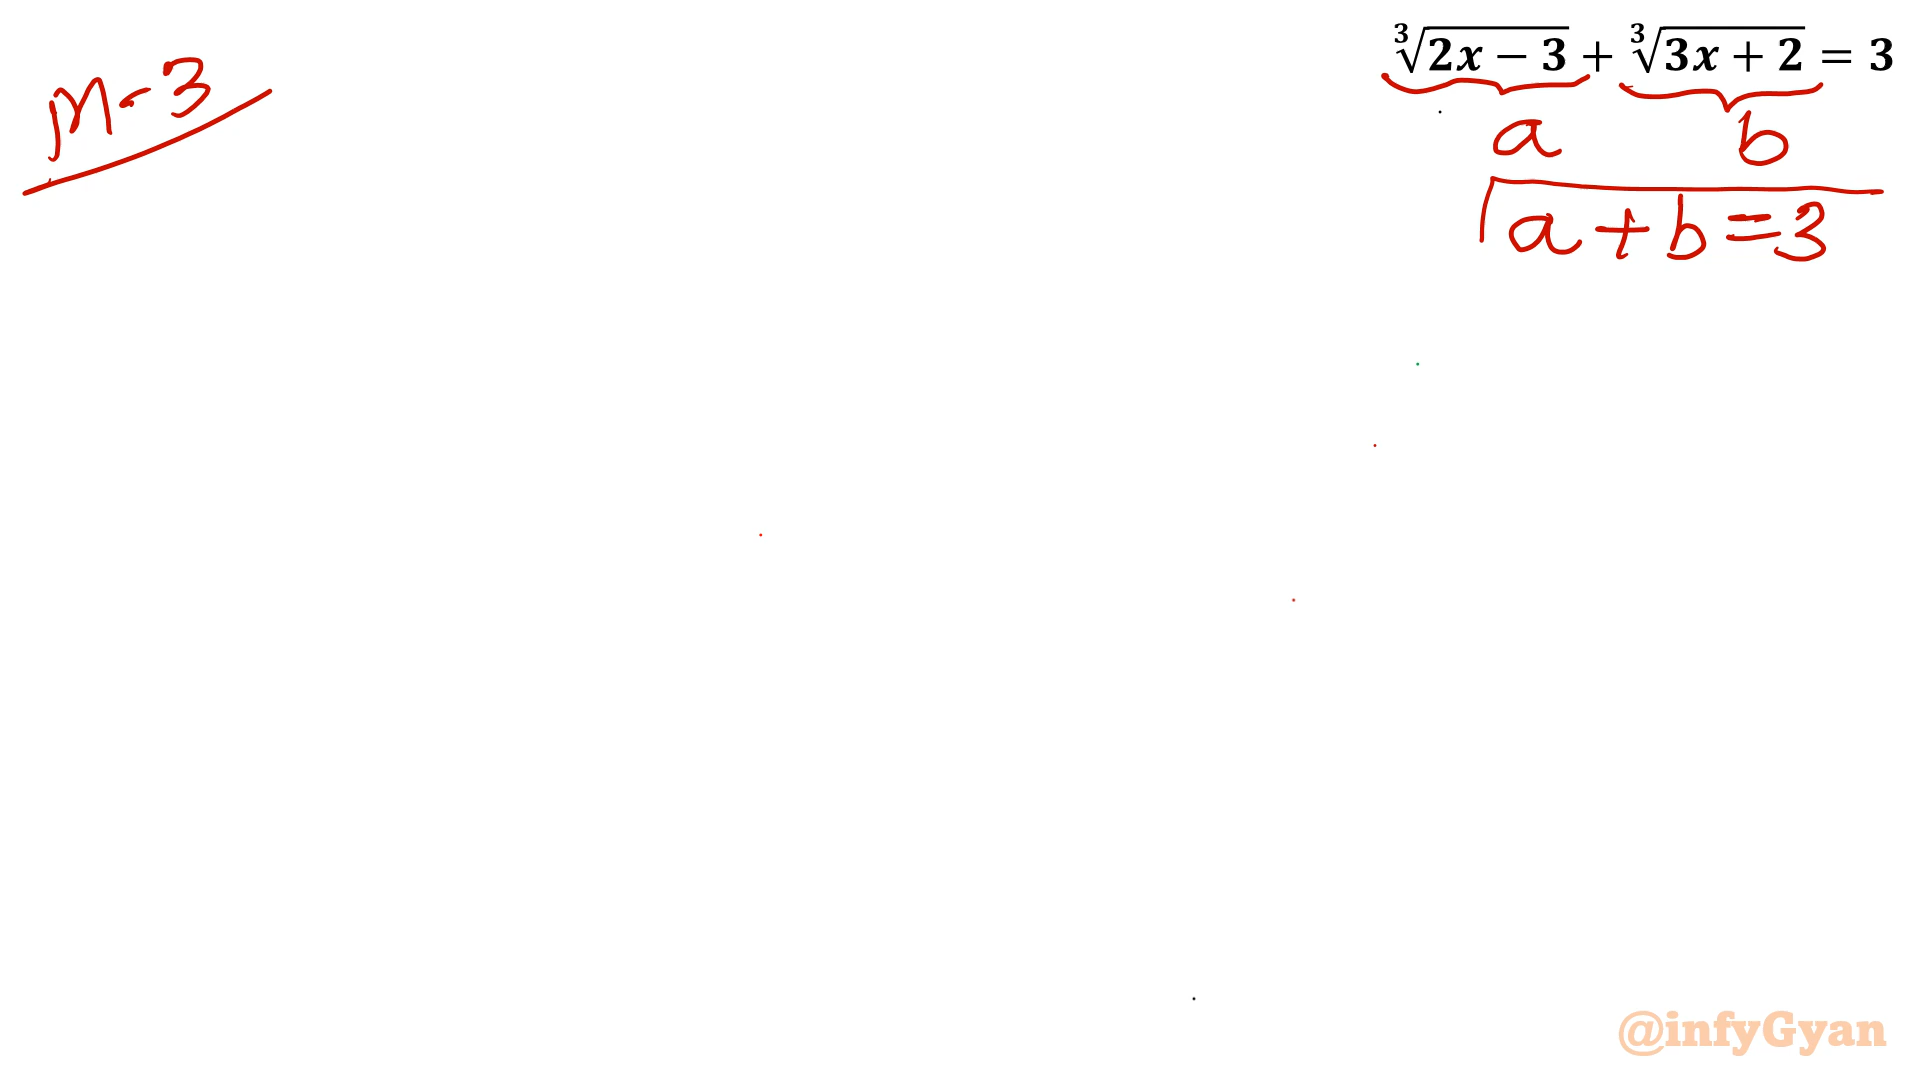 M-3
∛(2x − 3) + ∛(3x + 2) = 3
a b
a+b=3
@infyGyan